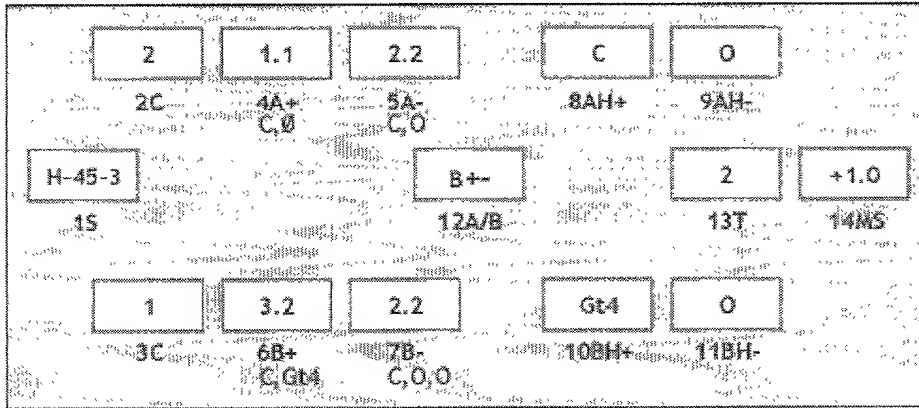 2 1.1 2.2 C O
2C 4A+ 5A- 8AH+ 9AH-
C,Ø C,O
H-45-3 B+- 2 +1.0
1S 12A/B 13T 14MS
1 3.2 2.2 Gt4 O
3C 6B+ 7B- 10BH+ 11BH-
C,Gt4 C,O,O